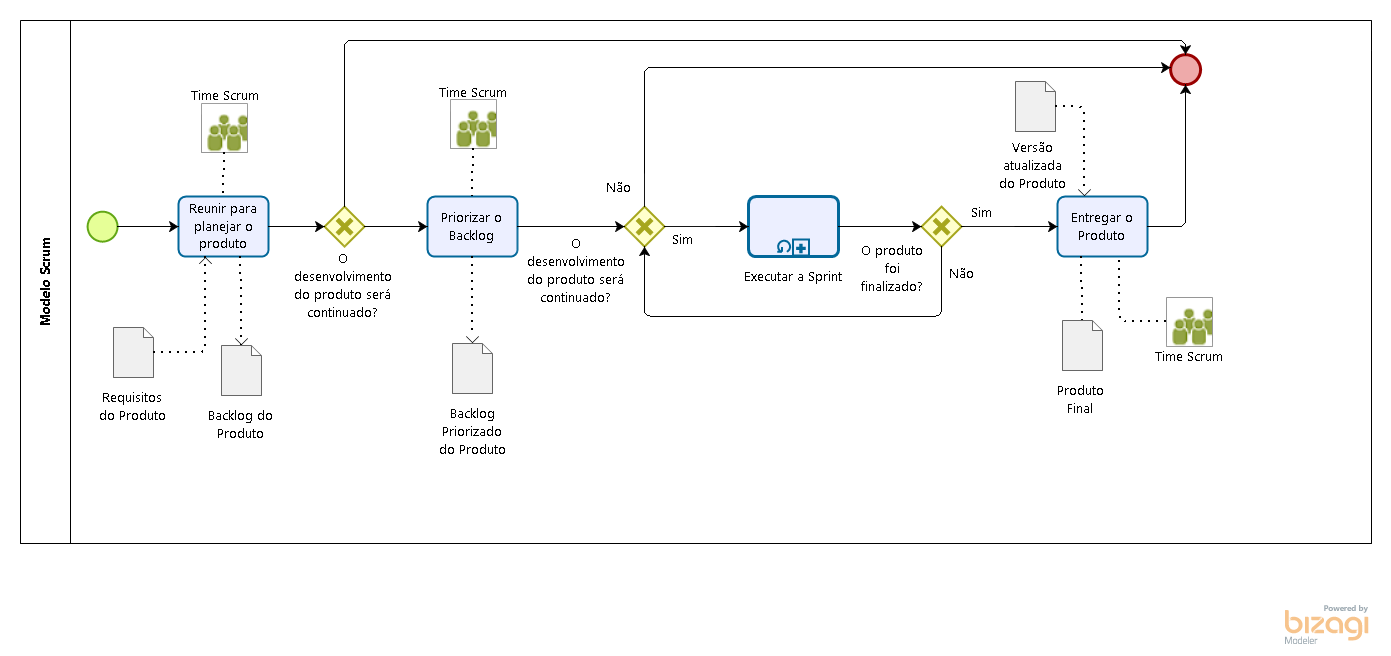 Modelo Scrum
Time Scrum
Reunir para
planejar o
produto
Requisitos
do Produto
Backlog do
Produto
O
desenvolvimento
do produto será
continuado?
Time Scrum
Priorizar o
Backlog
Backlog
Priorizado
do Produto
O
desenvolvimento
do produto será
continuado?
Não
Sim
Executar a Sprint
O produto
foi
finalizado?
Sim
Não
Versão
atualizada
do Produto
Entregar o
Produto
Produto
Final
Time Scrum
Powered by
bizagi
Modeler